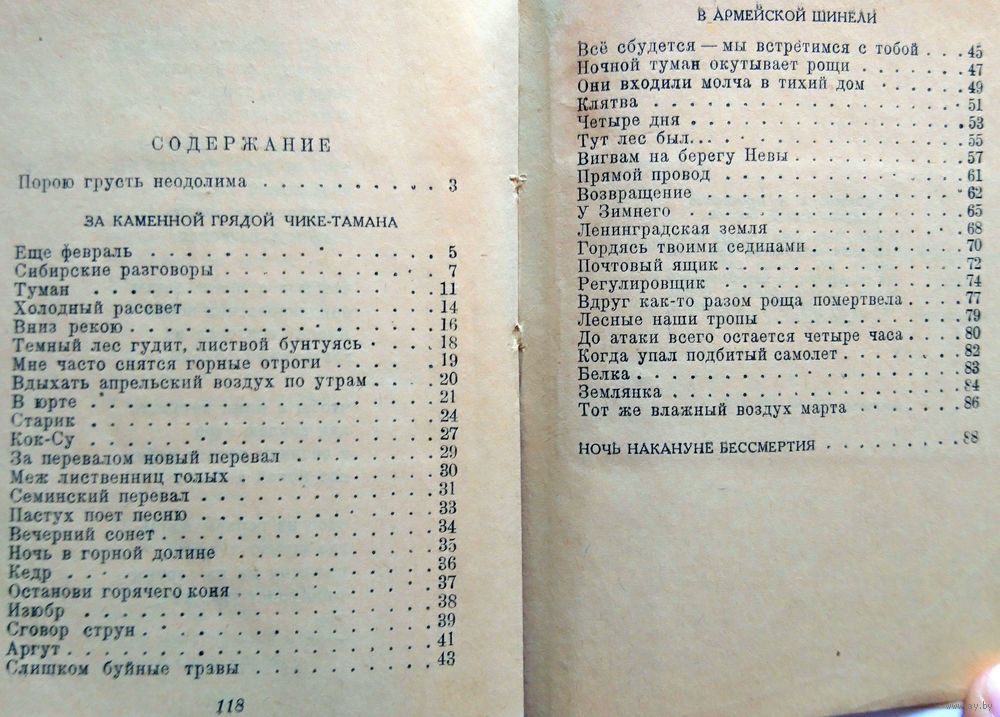 СОДЕРЖАНИЕ
Порою грусть неодолима . . . . . . . . . . 3
ЗА КАМЕННОЙ ГРЯДОЙ ЧИКЕ-ТАМАНА
Еще февраль . . . . . . . . . . 5
Сибирские разговоры . . . . . . . . . . 7
Туман . . . . . . . . . . 11
Холодный рассвет . . . . . . . . . . 14
Вниз рекою . . . . . . . . . . 16
Темный лес гудит, листвой бунтуясь . . . . 18
Мне часто снятся горные отроги . . . . . 19
Вдыхать апрельский воздух по утрам . . . . 20
В юрте . . . . . . . . . . 21
Старик . . . . . . . . . . 24
Кок-Су . . . . . . . . . . 27
За перевалом новый перевал . . . . . . 29
Меж лиственниц голых . . . . . . . . 30
Семинский перевал . . . . . . . . . . 31
Пастух поет песню . . . . . . . . . . 33
Вечерний сонет . . . . . . . . . . 34
Ночь в горной долине . . . . . . . . 35
Кедр . . . . . . . . . . 36
Останови горячего коня . . . . . . . . 37
Изюбр . . . . . . . . . . 38
Сговор струн . . . . . . . . . . 39
Аргут . . . . . . . . . . 41
Слишком буйные травы . . . . . . . . 43
118
В АРМЕЙСКОЙ ШИНЕЛИ
Всё сбудется — мы встретимся с тобой . . . 45
Ночной туман окутывает рощи . . . . . . 47
Они входили молча в тихий дом . . . . . . 49
Клятва . . . . . . . . . . 51
Четыре дня . . . . . . . . . . 53
Тут лес был... . . . . . . . . . . 55
Вигвам на берегу Невы . . . . . . . . 57
Прямой провод . . . . . . . . . . 61
Возвращение . . . . . . . . . . 62
У Зимнего . . . . . . . . . . 65
Ленинградская земля . . . . . . . . . . 68
Гордясь твоими сединами . . . . . . . . 70
Почтовый ящик . . . . . . . . . . 72
Регулировщик . . . . . . . . . . 74
Вдруг как-то разом роща помертвела . . . . 77
Лесные наши тропы . . . . . . . . . . 79
До атаки всего остается четыре часа . . . . 80
Когда упал подбитый самолет . . . . . . 82
Белка . . . . . . . . . . 83
Землянка . . . . . . . . . . 84
Тот же влажный воздух марта . . . . . . 86
НОЧЬ НАКАНУНЕ БЕССМЕРТИЯ . . . . . . . . 88
www.ay.by